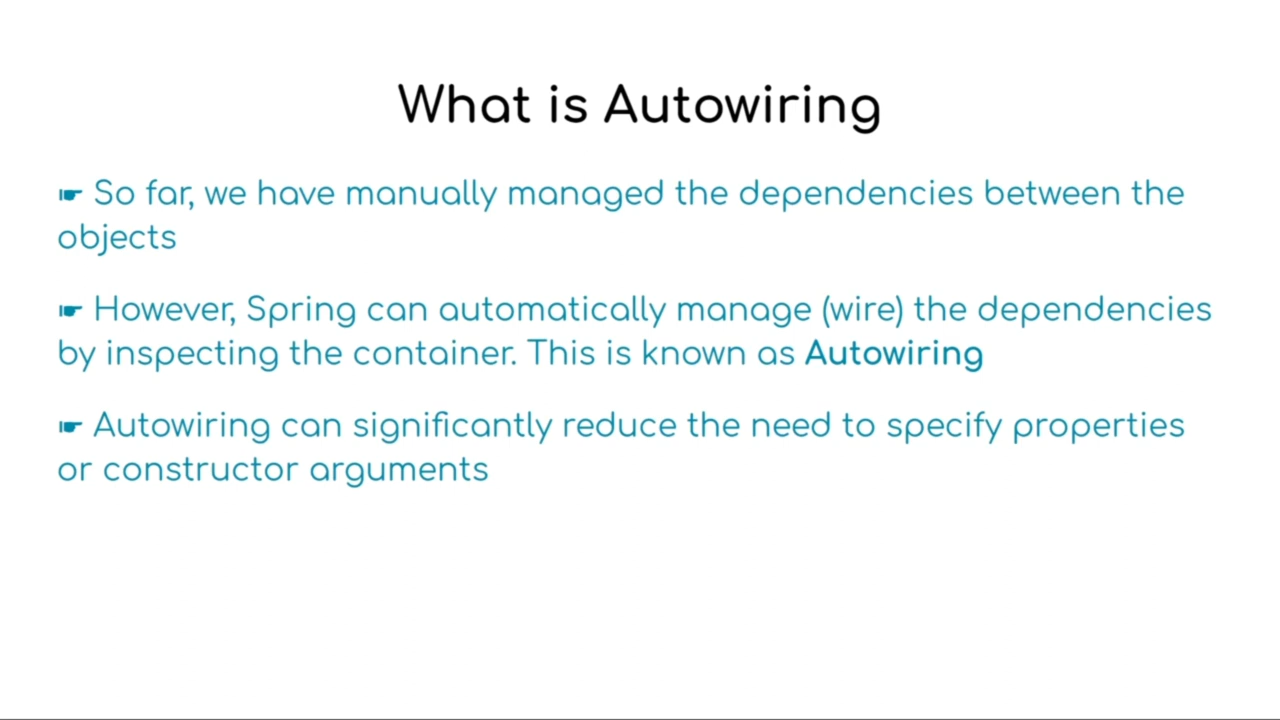 What is Autowiring
☛ So far, we have manually managed the dependencies between the
objects
☛ However, Spring can automatically manage (wire) the dependencies
by inspecting the container. This is known as Autowiring
☛ Autowiring can significantly reduce the need to specify properties
or constructor arguments